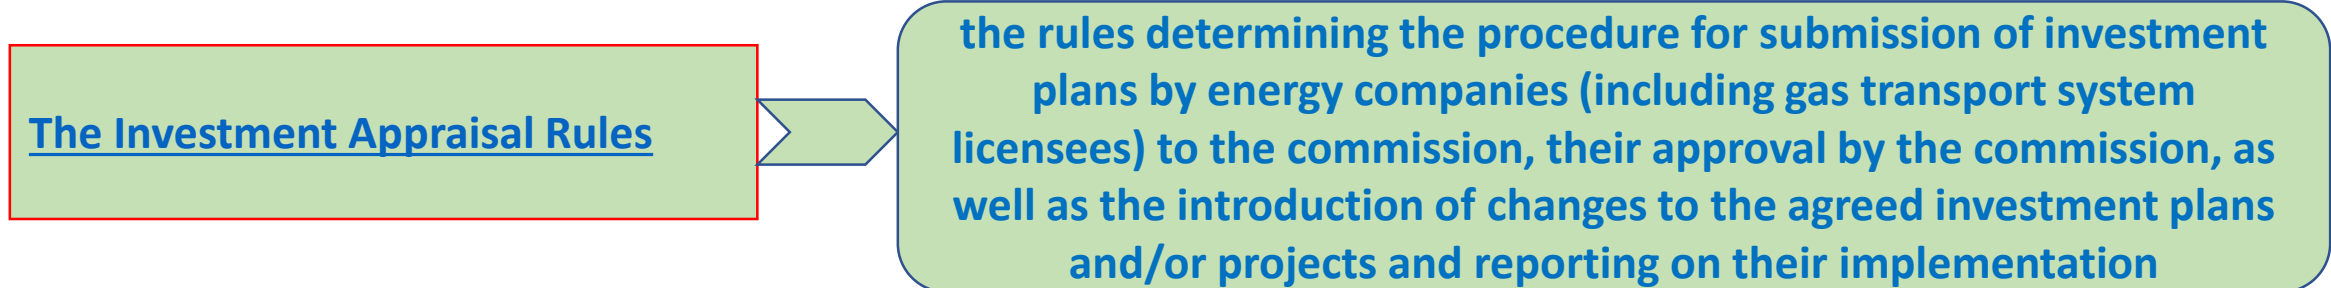 The Investment Appraisal Rules
the rules determining the procedure for submission of investment
plans by energy companies (including gas transport system
licensees) to the commission, their approval by the commission, as
well as the introduction of changes to the agreed investment plans
and/or projects and reporting on their implementation